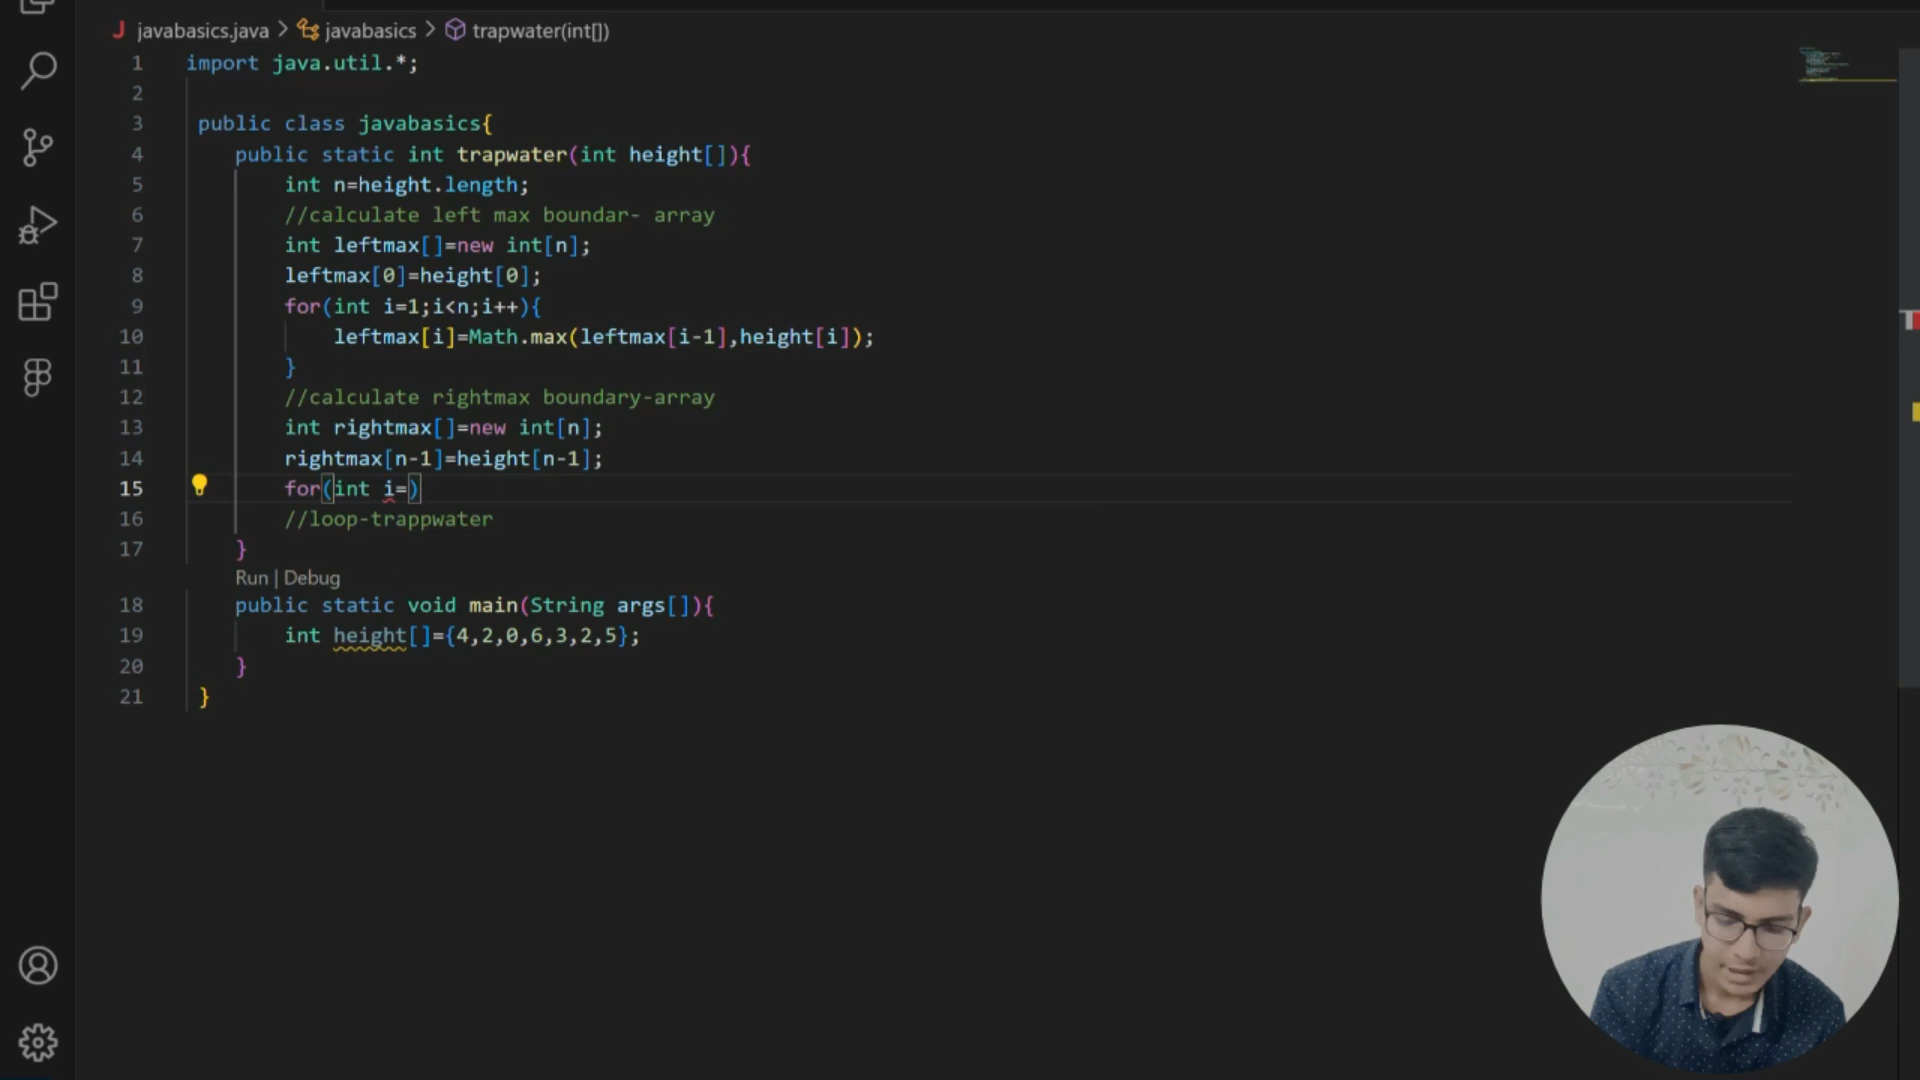 javabasics.java > javabasics > trapwater(int[])
1 import java.util.*;
2
3 public class javabasics{
4 public static int trapwater(int height[]){
5 int n=height.length;
6 //calculate left max boundar- array
7 int leftmax[]=new int[n];
8 leftmax[0]=height[0];
9 for(int i=1;i<n;i++){
10 leftmax[i]=Math.max(leftmax[i-1],height[i]);
11 }
12 //calculate rightmax boundary-array
13 int rightmax[]=new int[n];
14 rightmax[n-1]=height[n-1];
15 for(int i=)
16 //loop-trappwater
17 }
Run | Debug
18 public static void main(String args[]){
19 int height[]={4,2,0,6,3,2,5};
20 }
21 }